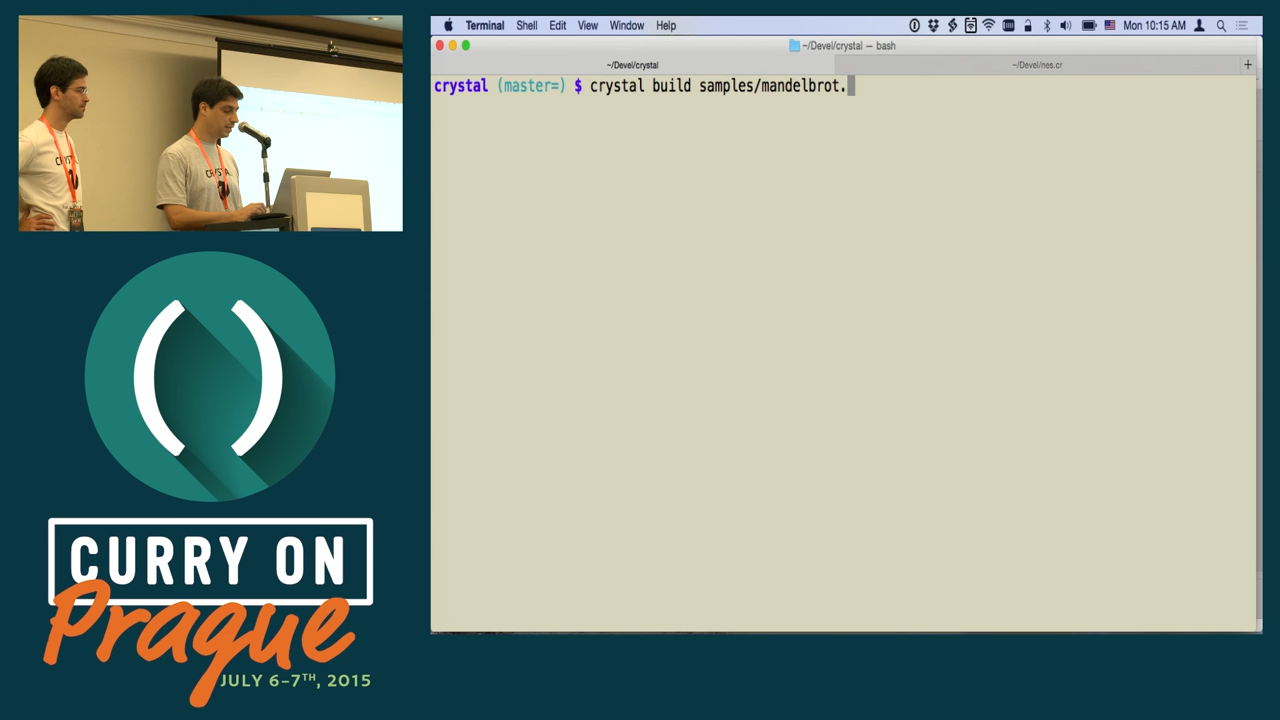 Terminal Shell Edit View Window Help
Mon 10:15 AM
~/Devel/crystal — bash
~/Devel/crystal
~/Devel/nes.cr
+
crystal (master=) $ crystal build samples/mandelbrot.
( )
CURRY ON
Prague
JULY 6-7TH, 2015